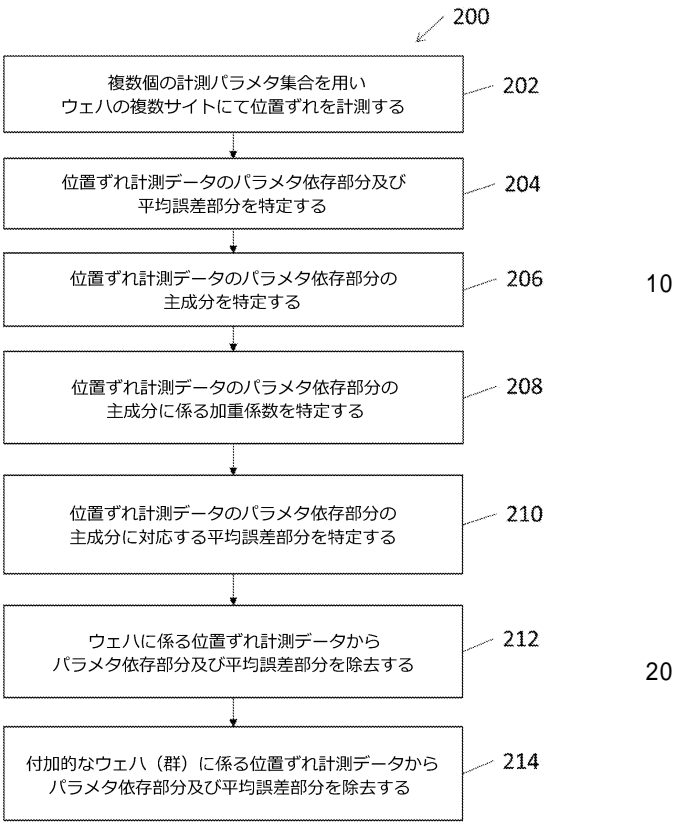 200
複数個の計測パラメタ集合を用い
ウェハの複数サイトにて位置ずれを計測する
202
位置ずれ計測データのパラメタ依存部分及び
平均誤差部分を特定する
204
位置ずれ計測データのパラメタ依存部分の
主成分を特定する
206
10
位置ずれ計測データのパラメタ依存部分の
主成分に係る加重係数を特定する
208
位置ずれ計測データのパラメタ依存部分の
主成分に対応する平均誤差部分を特定する
210
ウェハに係る位置ずれ計測データから
パラメタ依存部分及び平均誤差部分を除去する
212
20
付加的なウェハ（群）に係る位置ずれ計測データから
パラメタ依存部分及び平均誤差部分を除去する
214